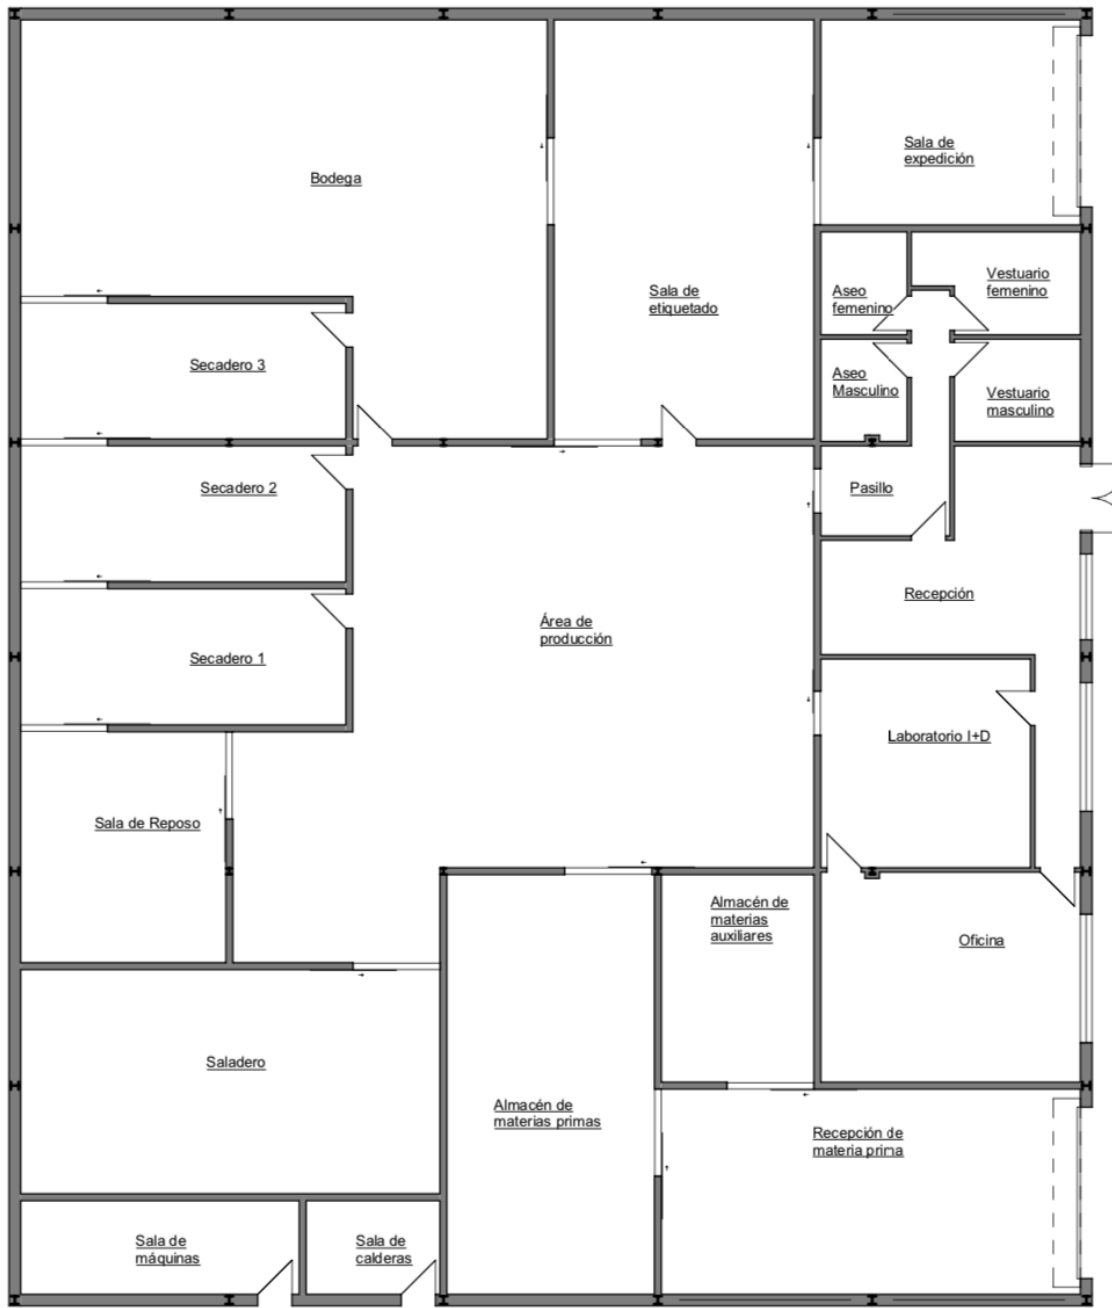 Sala de
expedición
Bodega
Vestuario
femenino
Aseo
femenino
Sala de
etiquetado
Secadero 3
Aseo
Masculino
Vestuario
masculino
Secadero 2
Pasillo
Recepción
Área de
producción
Secadero 1
Laboratorio I+D
Sala de Reposo
Almacén de
materias
auxiliares
Oficina
Saladero
Almacén de
materias primas
Recepción de
materia prima
Sala de
máquinas
Sala de
calderas